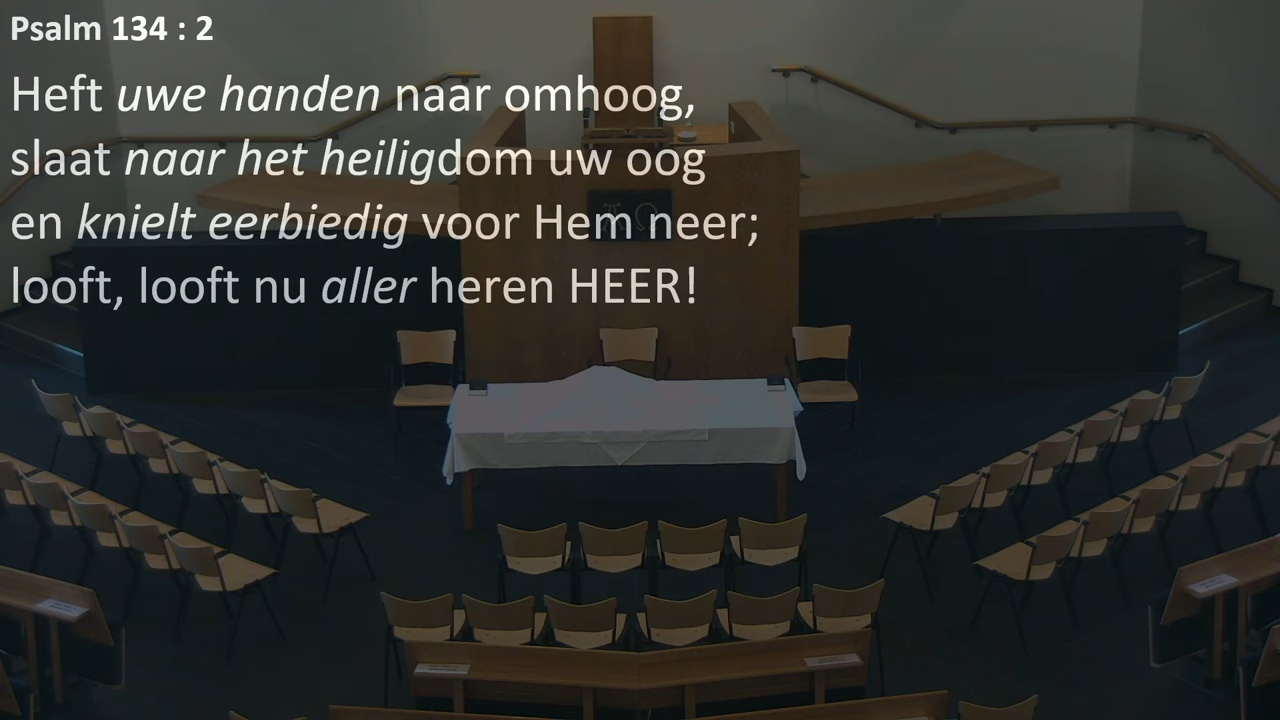 Psalm 134 : 2
Heft uwe handen naar omhoog,
slaat naar het heiligdom uw oog
en knielt eerbiedig voor Hem neer;
looft, looft nu aller heren HEER!